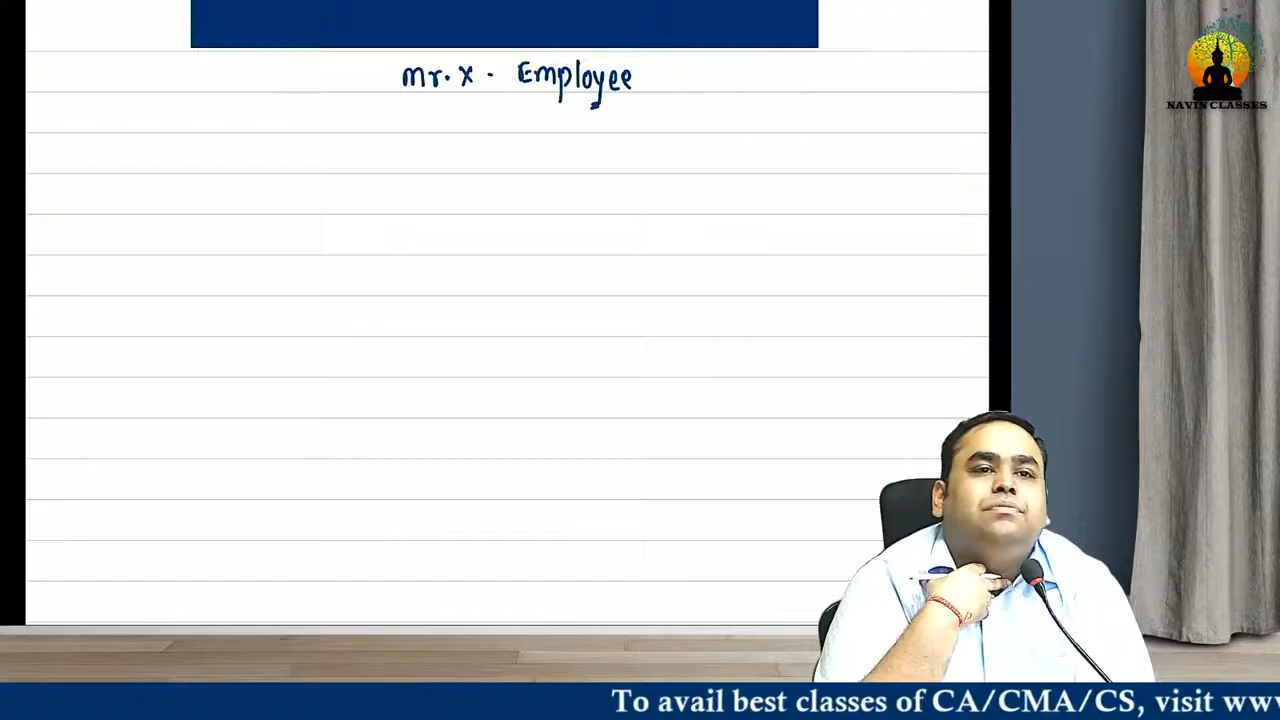 mr. x - Employee
NAVIN CLASSES
To avail best classes of CA/CMA/CS, visit www